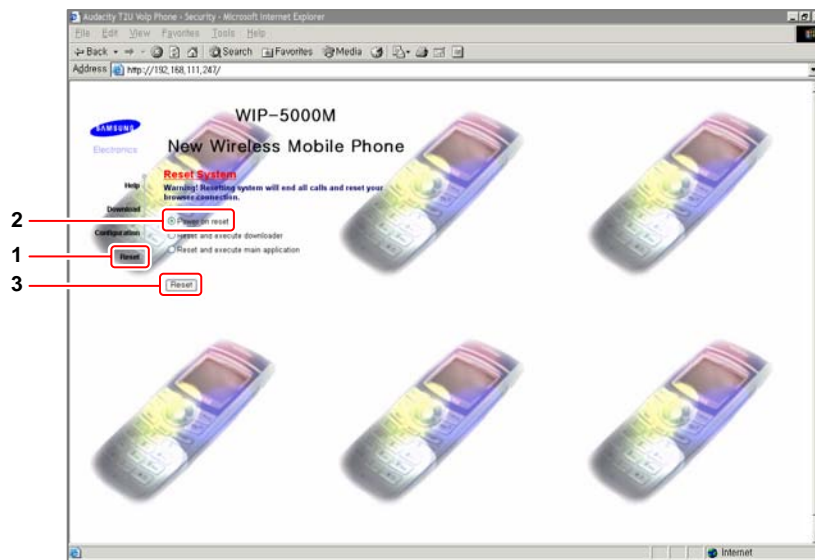 Audacity T2U Voip Phone - Security - Microsoft Internet Explorer
File Edit View Favorites Tools Help
Back Search Favorites Media
Address http://192,168,111,247/
SAMSUNG
Electronics
WIP-5000M
New Wireless Mobile Phone
Help
Download
Configuration
Reset
Reset System
Warning! Resetting system will end all calls and reset your
browser connection.
Power on reset
Reset and execute downloader
Reset and execute main application
Reset
2
1
3
Internet